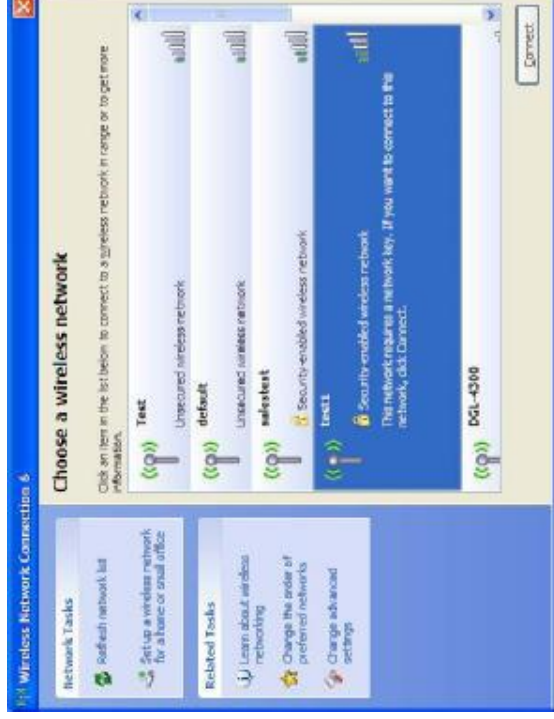 Wireless Network Connection 6
Network Tasks
Refresh network list
Set up a wireless network
for a home or small office
Related Tasks
Learn about wireless
networking
Change the order of
preferred networks
Change advanced
settings
Choose a wireless network
Click an item in the list below to connect to a wireless network in range or to get more
information.
Test
Unsecured wireless network
default
Unsecured wireless network
salestest
Security-enabled wireless network
test1
Security-enabled wireless network
This network requires a network key. If you want to connect to this
network, click Connect.
DGL-4300
Connect